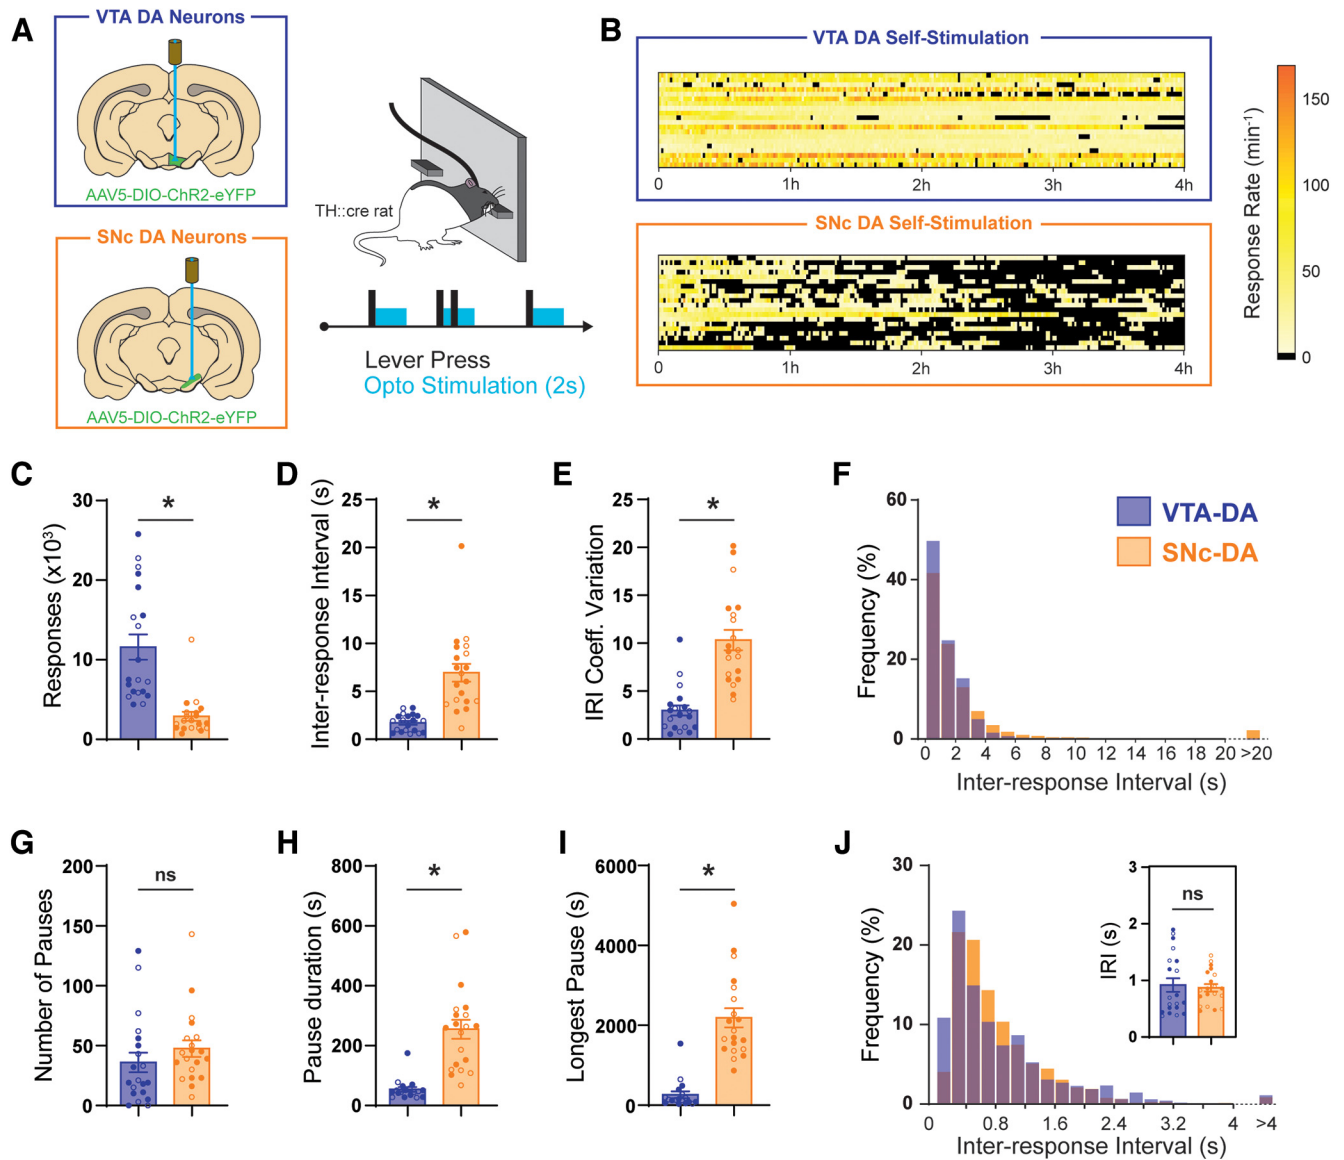 A
VTA DA Neurons
AAV5-DIO-ChR2-eYFP
SNc DA Neurons
AAV5-DIO-ChR2-eYFP
TH::cre rat
Lever Press
Opto Stimulation (2s)
B
VTA DA Self-Stimulation
0 1h 2h 3h 4h
SNc DA Self-Stimulation
0 1h 2h 3h 4h
Response Rate (min⁻¹)
150
100
50
0
C
Responses (x10³)
30
20
10
0
*
D
Inter-response Interval (s)
25
20
15
10
5
0
*
E
IRI Coeff. Variation
25
20
15
10
5
0
*
F
Frequency (%)
60
40
20
0
0 2 4 6 8 10 12 14 16 18 20 >20
Inter-response Interval (s)
VTA-DA
SNc-DA
G
Number of Pauses
200
150
100
50
0
ns
H
Pause duration (s)
800
600
400
200
0
*
I
Longest Pause (s)
6000
4000
2000
0
*
J
Frequency (%)
30
20
10
0
0 0.8 1.6 2.4 3.2 4 >4
Inter-response Interval (s)
IRI (s)
3
2
1
0
ns